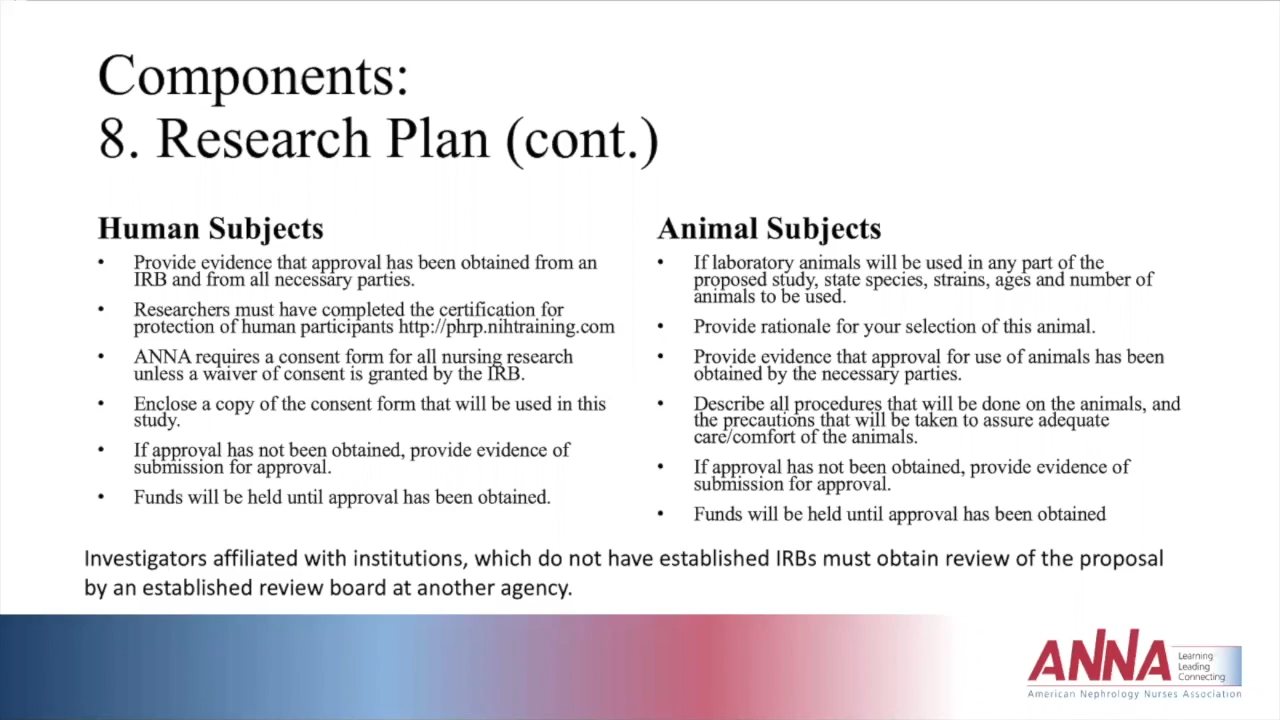 Components:
8. Research Plan (cont.)
Human Subjects
• Provide evidence that approval has been obtained from an
IRB and from all necessary parties.
• Researchers must have completed the certification for
protection of human participants http://phrp.nihtraining.com
• ANNA requires a consent form for all nursing research
unless a waiver of consent is granted by the IRB.
• Enclose a copy of the consent form that will be used in this
study.
• If approval has not been obtained, provide evidence of
submission for approval.
• Funds will be held until approval has been obtained.
Animal Subjects
• If laboratory animals will be used in any part of the
proposed study, state species, strains, ages and number of
animals to be used.
• Provide rationale for your selection of this animal.
• Provide evidence that approval for use of animals has been
obtained by the necessary parties.
• Describe all procedures that will be done on the animals, and
the precautions that will be taken to assure adequate
care/comfort of the animals.
• If approval has not been obtained, provide evidence of
submission for approval.
• Funds will be held until approval has been obtained
Investigators affiliated with institutions, which do not have established IRBs must obtain review of the proposal
by an established review board at another agency.
ANNA
Learning
Leading
Connecting
American Nephrology Nurses Association